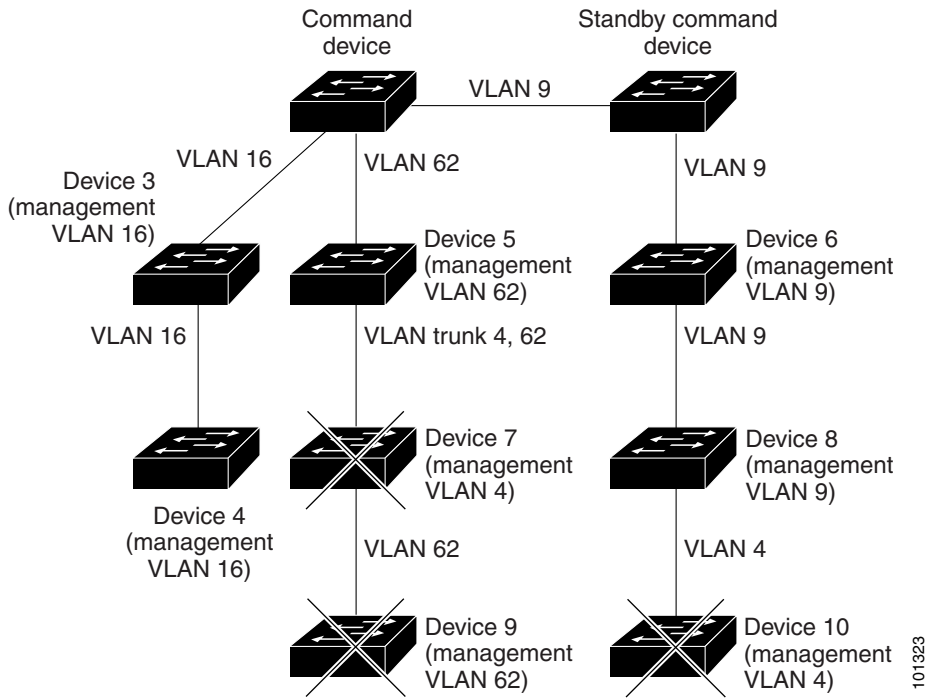 Command
device
Standby command
device
VLAN 9
VLAN 16
VLAN 62
VLAN 9
Device 3
(management
VLAN 16)
Device 5
(management
VLAN 62)
Device 6
(management
VLAN 9)
VLAN 16
VLAN trunk 4, 62
VLAN 9
Device 7
(management
VLAN 4)
Device 8
(management
VLAN 9)
Device 4
(management
VLAN 16)
VLAN 62
VLAN 4
Device 9
(management
VLAN 62)
Device 10
(management
VLAN 4)
101323